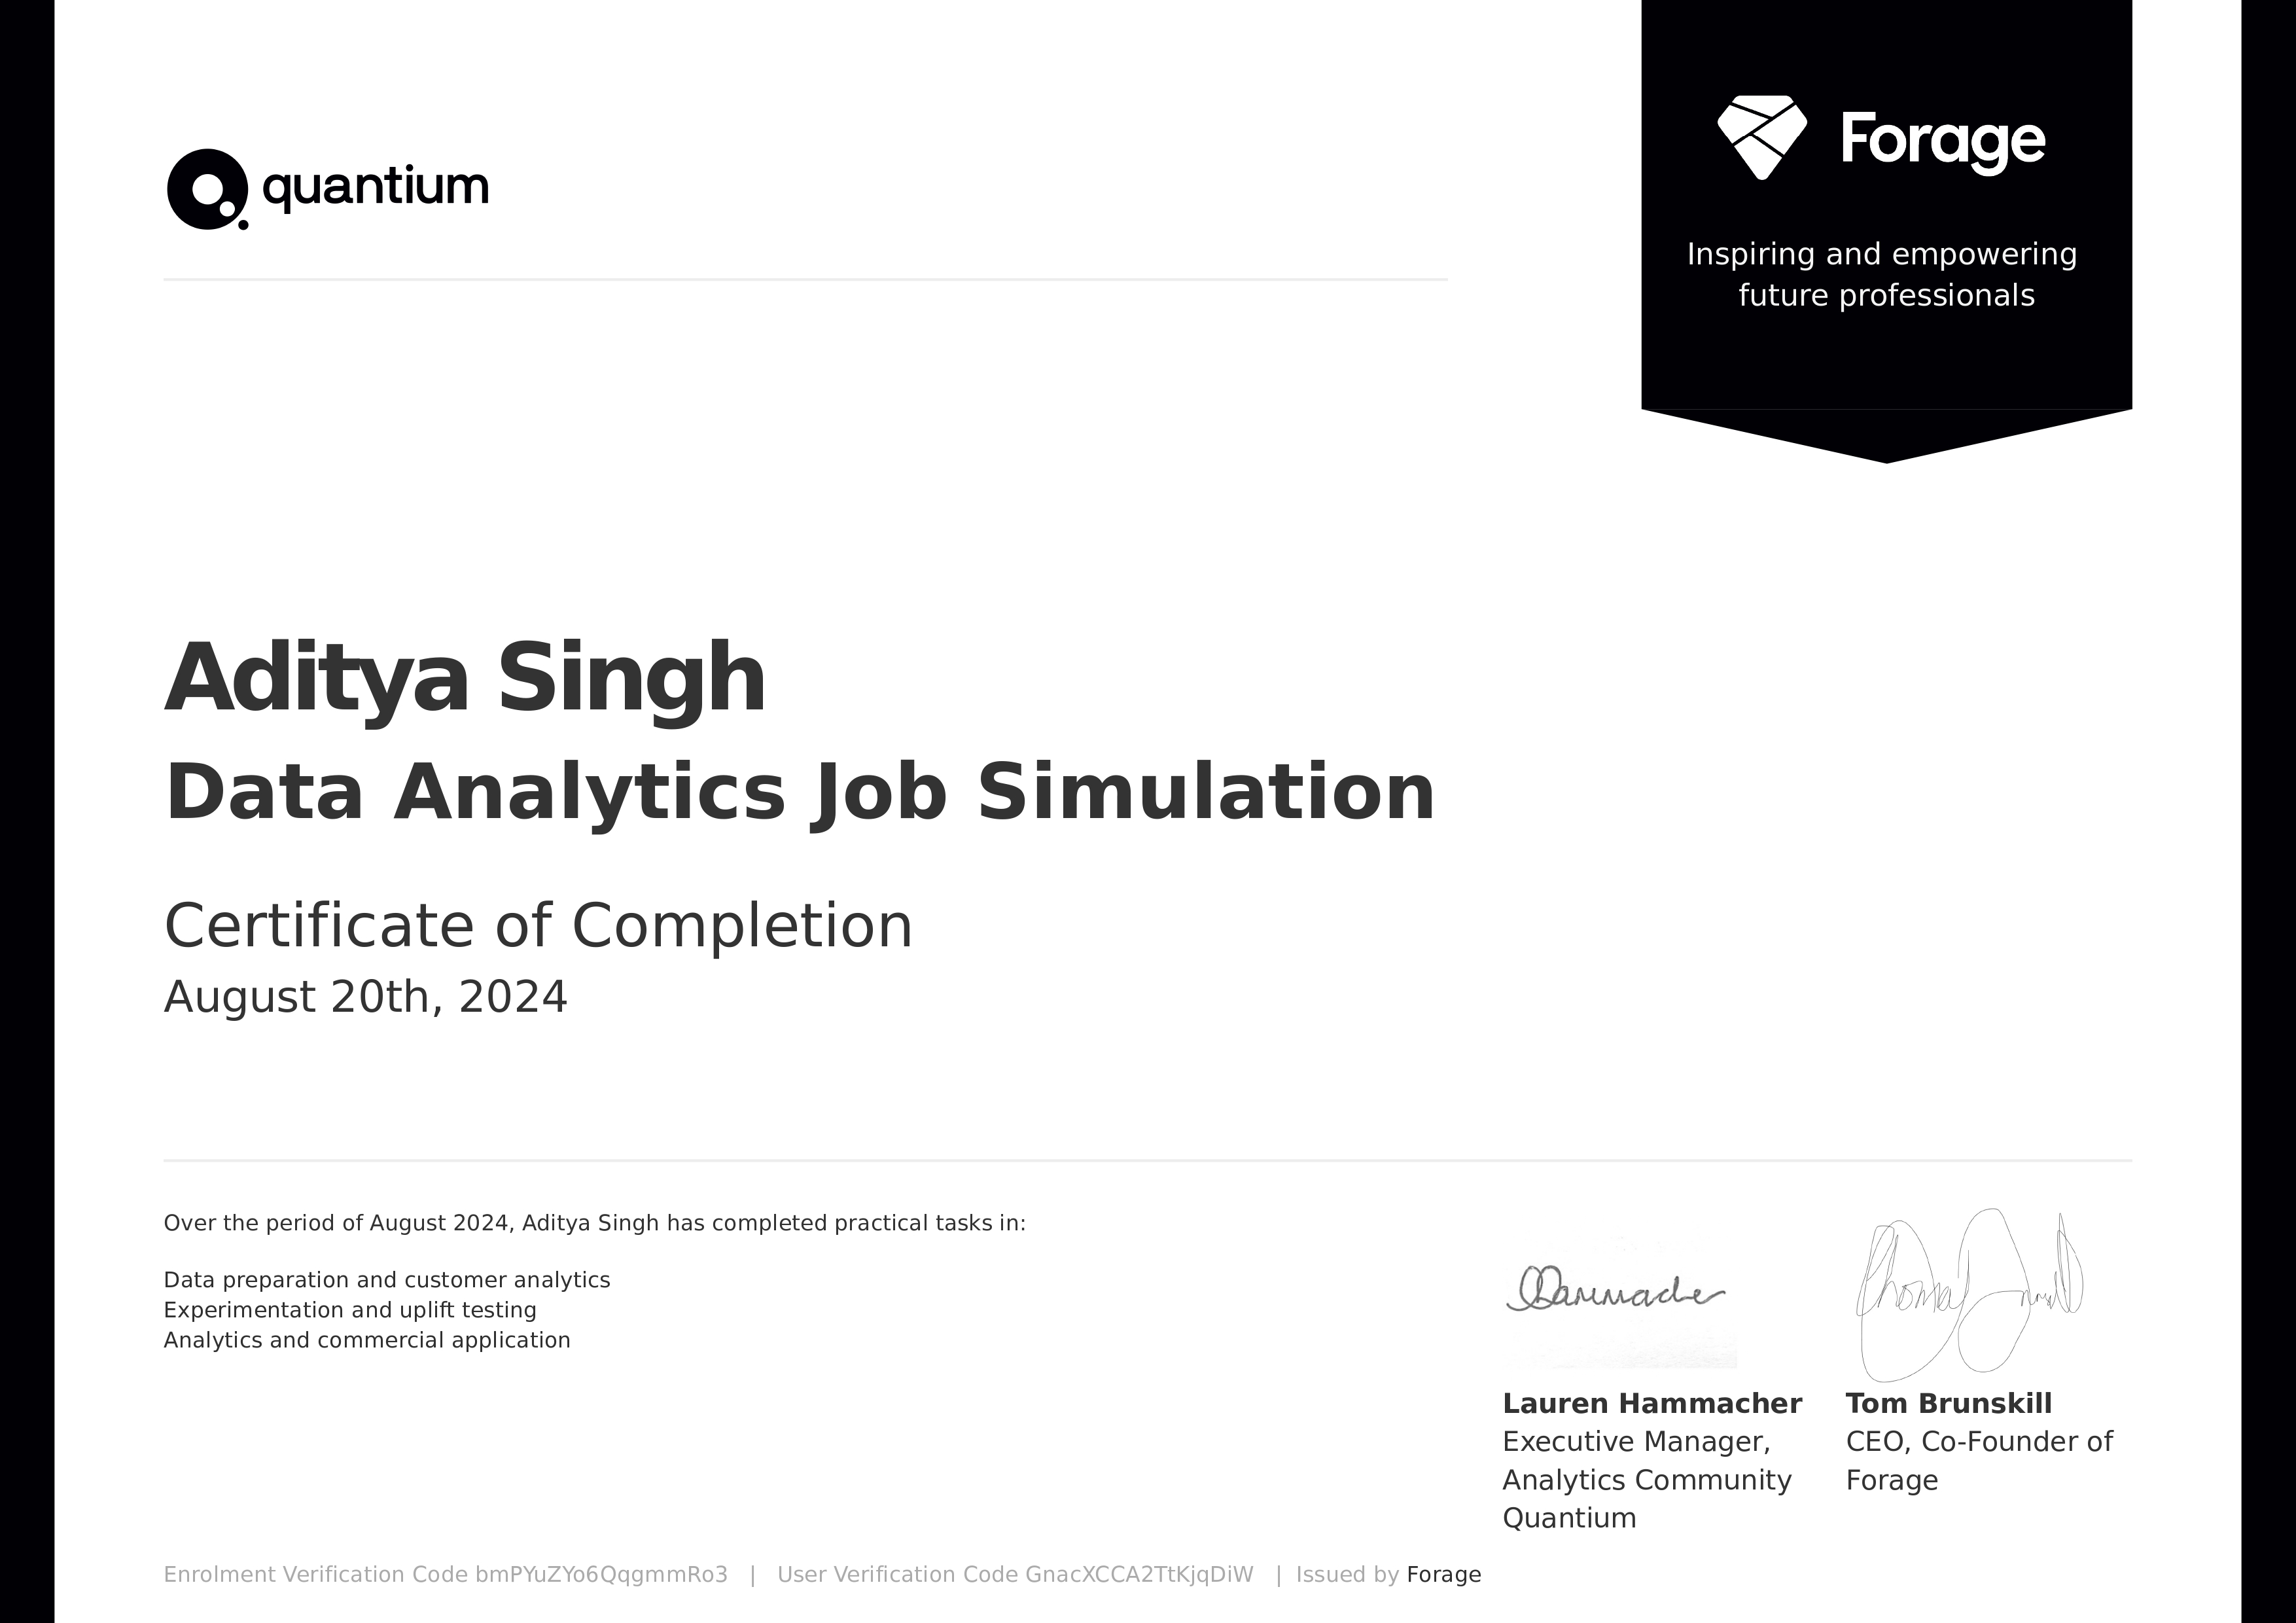 quantium
Forage
Inspiring and empowering
future professionals
Aditya Singh
Data Analytics Job Simulation
Certificate of Completion
August 20th, 2024
Over the period of August 2024, Aditya Singh has completed practical tasks in:
Data preparation and customer analytics
Experimentation and uplift testing
Analytics and commercial application
Lauren Hammacher
Executive Manager,
Analytics Community
Quantium
Tom Brunskill
CEO, Co-Founder of
Forage
Enrolment Verification Code bmPYuZYo6QqgmmRo3 | User Verification Code GnacXCCA2TtKjqDiW | Issued by Forage